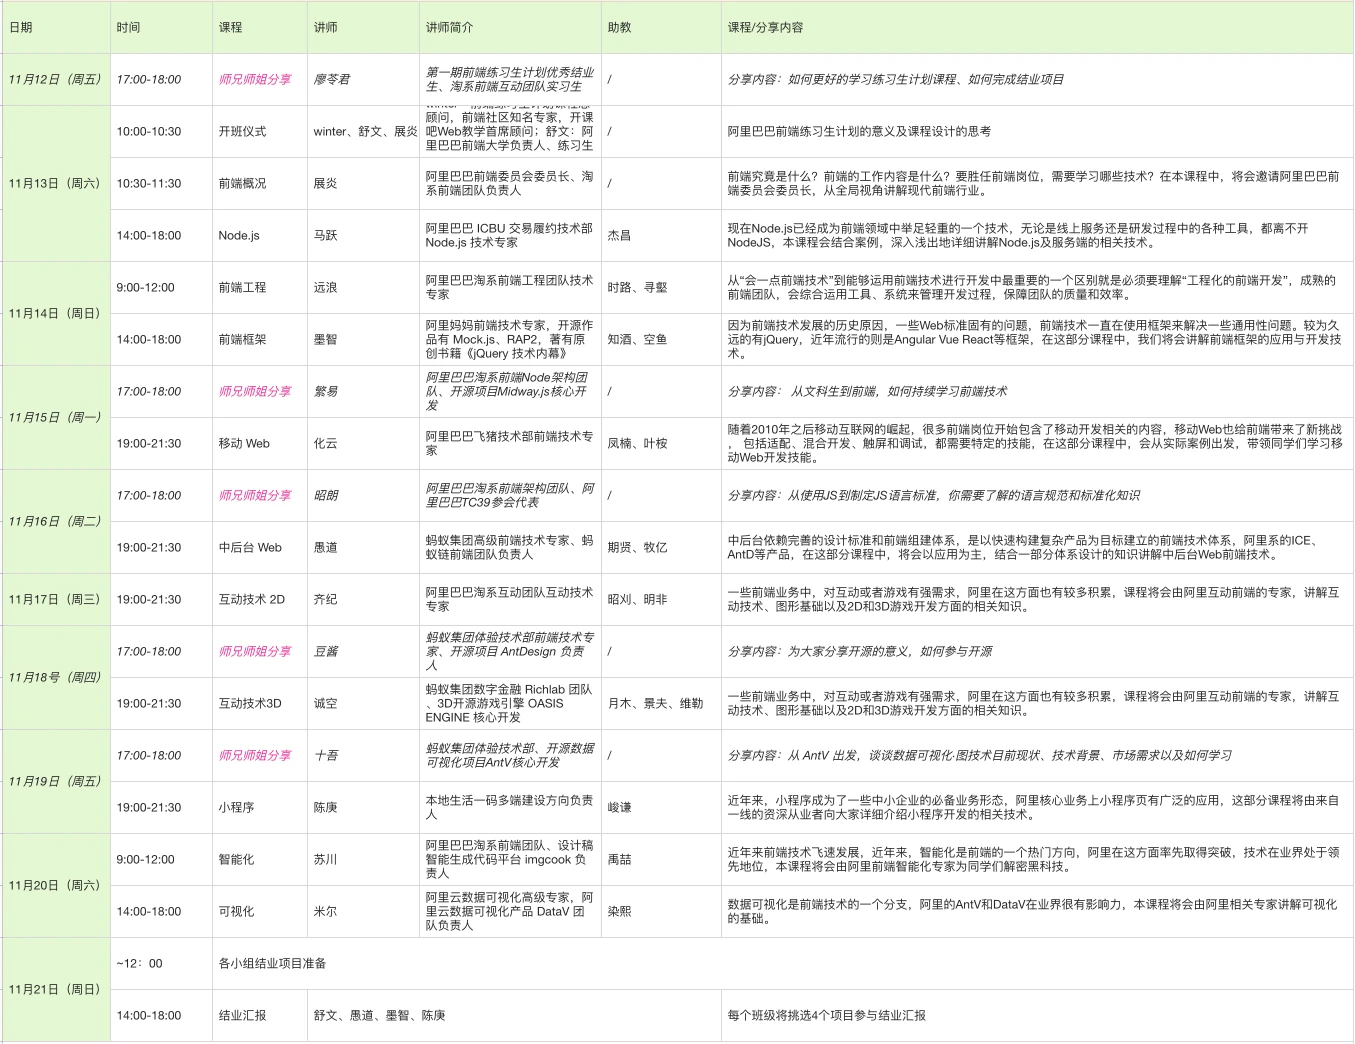 日期
时间
课程
讲师
讲师简介
助教
课程/分享内容
11月12日（周五）
17:00-18:00
师兄师姐分享
廖苓君
第一期前端练习生计划优秀结业
生、淘系前端互动团队实习生
/
分享内容：如何更好的学习练习生计划课程、如何完成结业项目
11月13日（周六）
10:00-10:30
开班仪式
winter、舒文、展炎
顾问，前端社区知名专家，开课
吧Web教学首席顾问；舒文：阿
里巴巴前端大学负责人、练习生
/
阿里巴巴前端练习生计划的意义及课程设计的思考
10:30-11:30
前端概况
展炎
阿里巴巴前端委员会委员长、淘
系前端团队负责人
/
前端究竟是什么？前端的工作内容是什么？要胜任前端岗位，需要学习哪些技术？在本课程中，将会邀请阿里巴巴前
端委员会委员长，从全局视角讲解现代前端行业。
14:00-18:00
Node.js
马跃
阿里巴巴 ICBU 交易履约技术部
Node.js 技术专家
杰昌
现在Node.js已经成为前端领域中举足轻重的一个技术，无论是线上服务还是研发过程中的各种工具，都离不开
NodeJS，本课程会结合案例，深入浅出地详细讲解Node.js及服务端的相关技术。
11月14日（周日）
9:00-12:00
前端工程
远浪
阿里巴巴淘系前端工程团队技术
专家
时路、寻壑
从“会一点前端技术”到能够运用前端技术进行开发中最重要的一个区别就是必须要理解“工程化的前端开发”，成熟的
前端团队，会综合运用工具、系统来管理开发过程，保障团队的质量和效率。
14:00-18:00
前端框架
墨智
阿里妈妈前端技术专家，开源作
品有 Mock.js、RAP2，著有原
创书籍《jQuery 技术内幕》
知酒、空鱼
因为前端技术发展的历史原因，一些Web标准固有的问题，前端技术一直在使用框架来解决一些通用性问题。较为久
远的有jQuery，近年流行的则是Angular Vue React等框架，在这部分课程中，我们将会讲解前端框架的应用与开发技
术。
11月15日（周一）
17:00-18:00
师兄师姐分享
繁易
阿里巴巴淘系前端Node架构团
队、开源项目Midway.js核心开
发
/
分享内容： 从文科生到前端，如何持续学习前端技术
19:00-21:30
移动 Web
化云
阿里巴巴飞猪技术部前端技术专
家
凤楠、叶桉
随着2010年之后移动互联网的崛起，很多前端岗位开始包含了移动开发相关的内容，移动Web也给前端带来了新挑战
， 包括适配、混合开发、触屏和调试，都需要特定的技能，在这部分课程中，会从实际案例出发，带领同学们学习移
动Web开发技能。
11月16日（周二）
17:00-18:00
师兄师姐分享
昭朗
阿里巴巴淘系前端架构团队、阿
里巴巴TC39参会代表
/
分享内容：从使用JS到制定JS语言标准，你需要了解的语言规范和标准化知识
19:00-21:30
中后台 Web
愚道
蚂蚁集团高级前端技术专家、蚂
蚁链前端团队负责人
期贤、牧亿
中后台依赖完善的设计标准和前端组建体系，是以快速构建复杂产品为目标建立的前端技术体系，阿里系的ICE、
AntD等产品，在这部分课程中，将会以应用为主，结合一部分体系设计的知识讲解中后台Web前端技术。
11月17日（周三）
19:00-21:30
互动技术 2D
齐纪
阿里巴巴淘系互动团队互动技术
专家
昭刈、明非
一些前端业务中，对互动或者游戏有强需求，阿里在这方面也有较多积累，课程将会由阿里互动前端的专家，讲解互
动技术、图形基础以及2D和3D游戏开发方面的相关知识。
11月18号（周四）
17:00-18:00
师兄师姐分享
豆酱
蚂蚁集团体验技术部前端技术专
家、开源项目 AntDesign 负责
人
/
分享内容：为大家分享开源的意义，如何参与开源
19:00-21:30
互动技术3D
诚空
蚂蚁集团数字金融 Richlab 团队
、3D开源游戏引擎 OASIS
ENGINE 核心开发
月木、景夫、维勒
一些前端业务中，对互动或者游戏有强需求，阿里在这方面也有较多积累，课程将会由阿里互动前端的专家，讲解互
动技术、图形基础以及2D和3D游戏开发方面的相关知识。
11月19日（周五）
17:00-18:00
师兄师姐分享
十吾
蚂蚁集团体验技术部、开源数据
可视化项目AntV核心开发
/
分享内容：从 AntV 出发，谈谈数据可视化·图技术目前现状、技术背景、市场需求以及如何学习
19:00-21:30
小程序
陈庚
本地生活一码多端建设方向负责
人
峻谦
近年来，小程序成为了一些中小企业的必备业务形态，阿里核心业务上小程序页有广泛的应用，这部分课程将由来自
一线的资深从业者向大家详细介绍小程序开发的相关技术。
11月20日（周六）
9:00-12:00
智能化
苏川
阿里巴巴淘系前端团队、设计稿
智能生成代码平台 imgcook 负
责人
禹喆
近年来前端技术飞速发展，近年来，智能化是前端的一个热门方向，阿里在这方面率先取得突破，技术在业界处于领
先地位，本课程将会由阿里前端智能化专家为同学们解密黑科技。
14:00-18:00
可视化
米尔
阿里云数据可视化高级专家，阿
里云数据可视化产品 DataV 团
队负责人
染熙
数据可视化是前端技术的一个分支，阿里的AntV和DataV在业界很有影响力，本课程将会由阿里相关专家讲解可视化
的基础。
11月21日（周日）
~12：00
各小组结业项目准备
14:00-18:00
结业汇报
舒文、愚道、墨智、陈庚
每个班级将挑选4个项目参与结业汇报